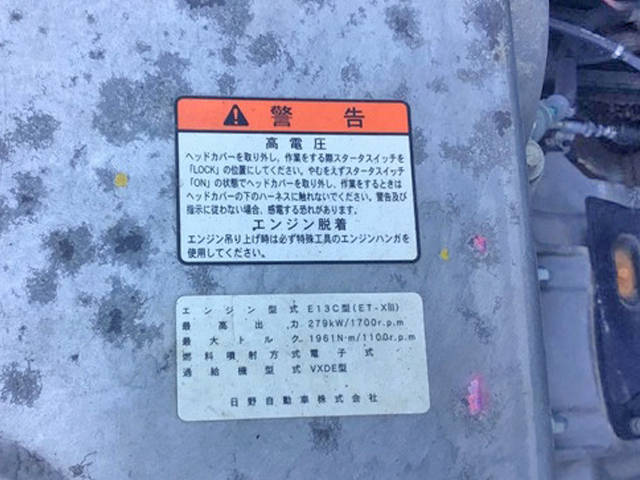 警告
高電圧
ヘッドカバーを取り外し、作業をする際スタータスイッチを
「LOCK」の位置にしてください。やむをえずスタータスイッチ
「ON」の状態でヘッドカバーを取り外し、作業をするときは
ヘッドカバーの下のハーネスに触れないでください。警告及び
指示に従わない場合、感電する恐れがあります。
エンジン脱着
エンジン吊り上げ時は必ず特殊工具のエンジンハンガを
使用してください。
エンジン型式 E13C型(ET-XⅢ)
最高出力 279kW/1700r.p.m
最大トルク 1961N·m/1100r.p.m
燃料噴射方式 電子式
過給機型式 VXDE型
日野自動車株式会社